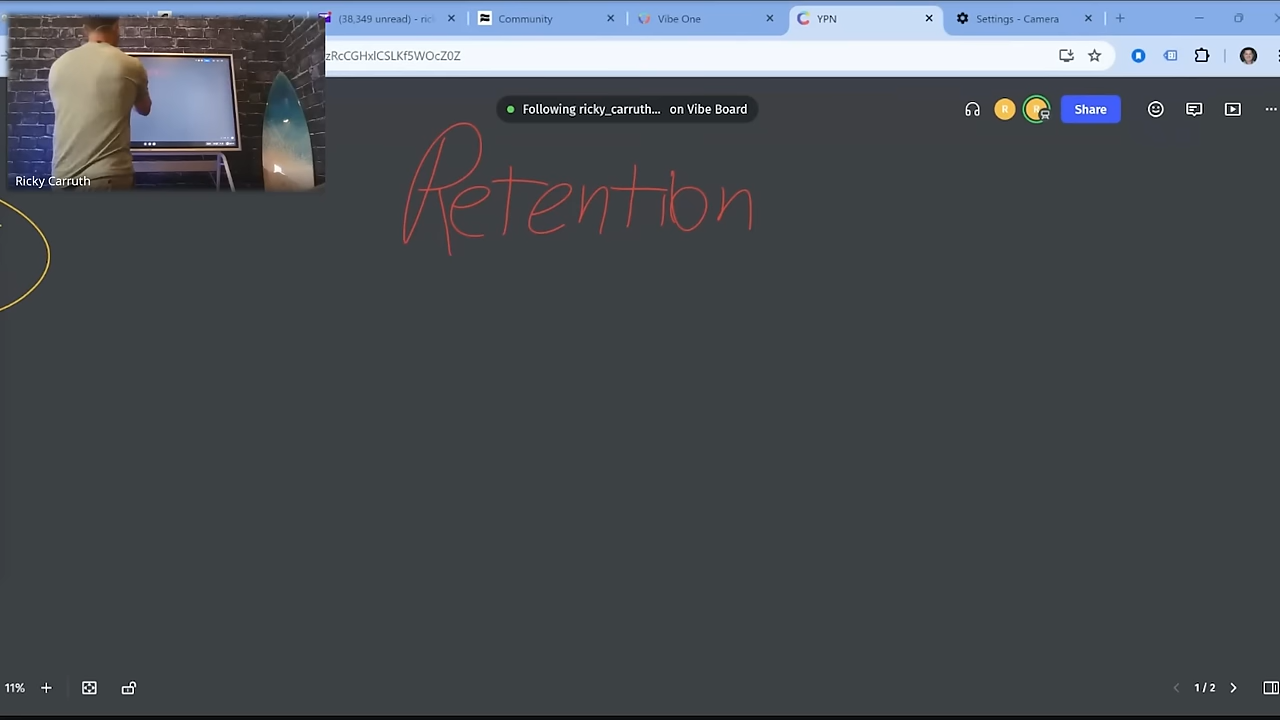 (38,349 unread) - ric
Community
Vibe One
YPN
Settings - Camera
zRcCGHxICSLKf5WOcZ0Z
Following ricky_carruth... on Vibe Board
R
R
Share
Ricky Carruth
Retention
11%
1 / 2